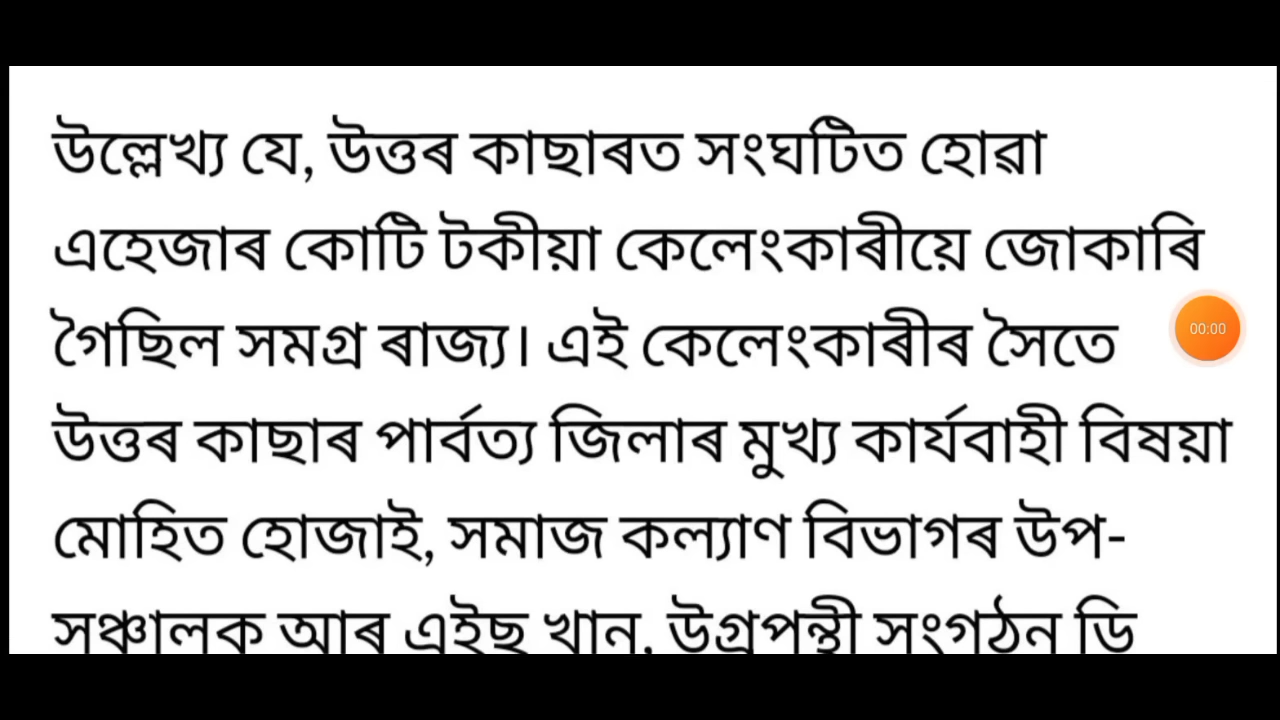 উল্লেখ্য যে, উত্তৰ কাছাৰত সংঘটিত হোৱা
এহেজাৰ কোটি টকীয়া কেলেংকাৰীয়ে জোকাৰি
গৈছিল সমগ্ৰ ৰাজ্য। এই কেলেংকাৰীৰ সৈতে
00:00
উত্তৰ কাছাৰ পাৰ্বত্য জিলাৰ মুখ্য কাৰ্যবাহী বিষয়া
মোহিত হোজাই, সমাজ কল্যাণ বিভাগৰ উপ-
সঞ্চালক আৰ এইছ খান, উগ্ৰপন্থী সংগঠন ডি